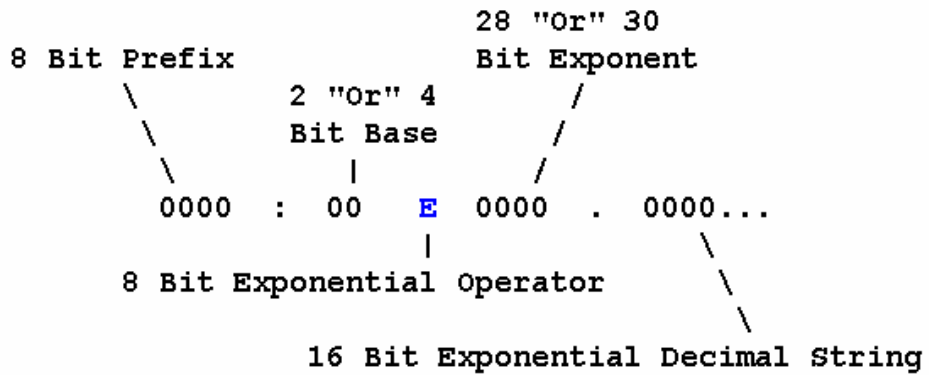 28 "Or" 30
8 Bit Prefix Bit Exponent
2 "Or" 4
Bit Base
0000 : 00 E 0000 . 0000...
8 Bit Exponential Operator
16 Bit Exponential Decimal String